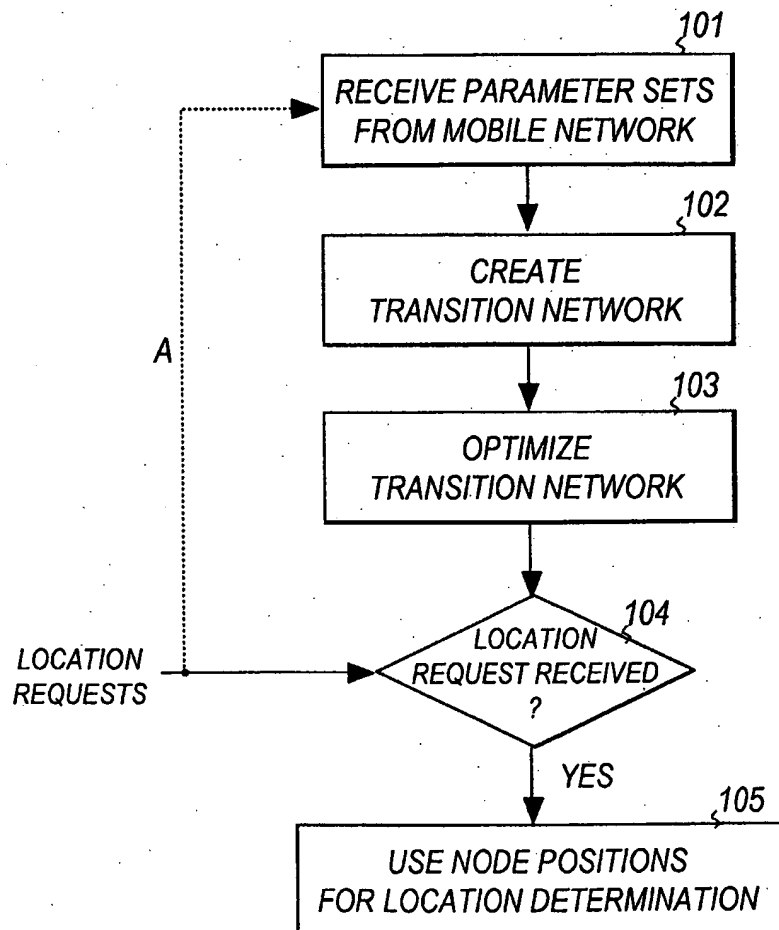 101
RECEIVE PARAMETER SETS
FROM MOBILE NETWORK
102
CREATE
TRANSITION NETWORK
A
103
OPTIMIZE
TRANSITION NETWORK
104
LOCATION
REQUEST RECEIVED
?
LOCATION
REQUESTS
YES
105
USE NODE POSITIONS
FOR LOCATION DETERMINATION